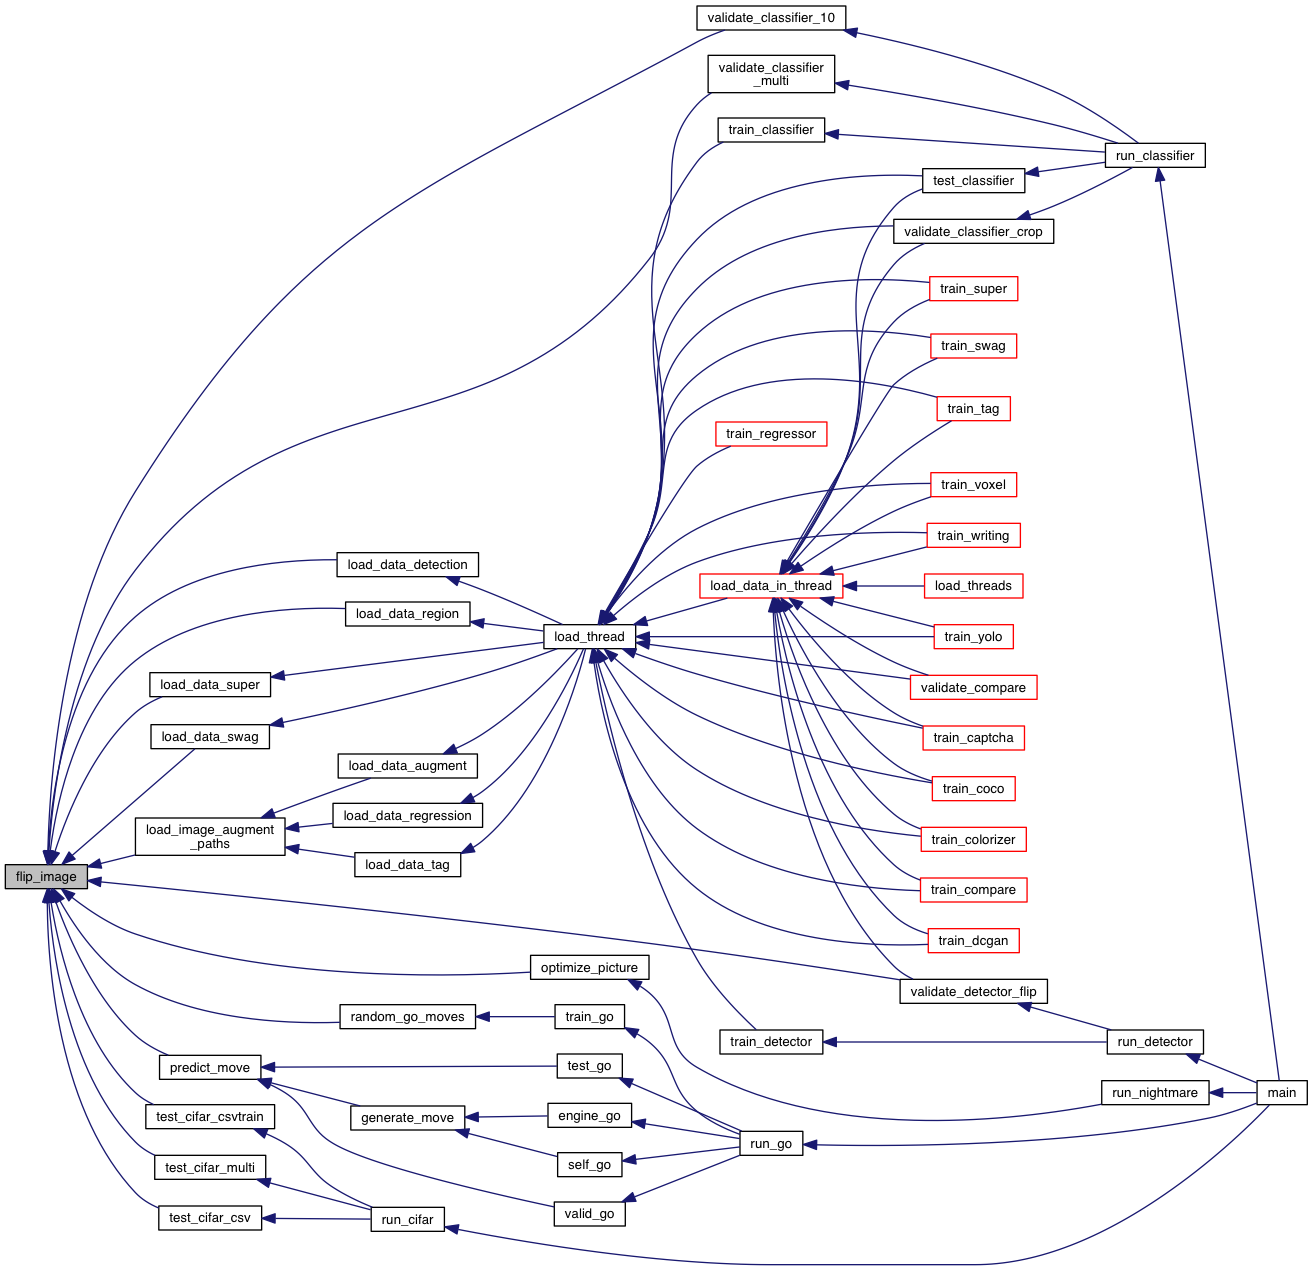 validate_classifier_10
validate_classifier
_multi
train_classifier
run_classifier
test_classifier
validate_classifier_crop
train_super
train_swag
train_tag
train_regressor
train_voxel
train_writing
load_data_detection
load_data_in_thread
load_threads
load_data_region
load_thread
train_yolo
load_data_super
validate_compare
load_data_swag
train_captcha
load_data_augment
train_coco
load_data_regression
load_image_augment
_paths
train_colorizer
load_data_tag
flip_image
train_compare
train_dcgan
optimize_picture
validate_detector_flip
random_go_moves
train_go
train_detector
run_detector
predict_move
test_go
run_nightmare
main
test_cifar_csvtrain
generate_move
engine_go
run_go
test_cifar_multi
self_go
valid_go
test_cifar_csv
run_cifar